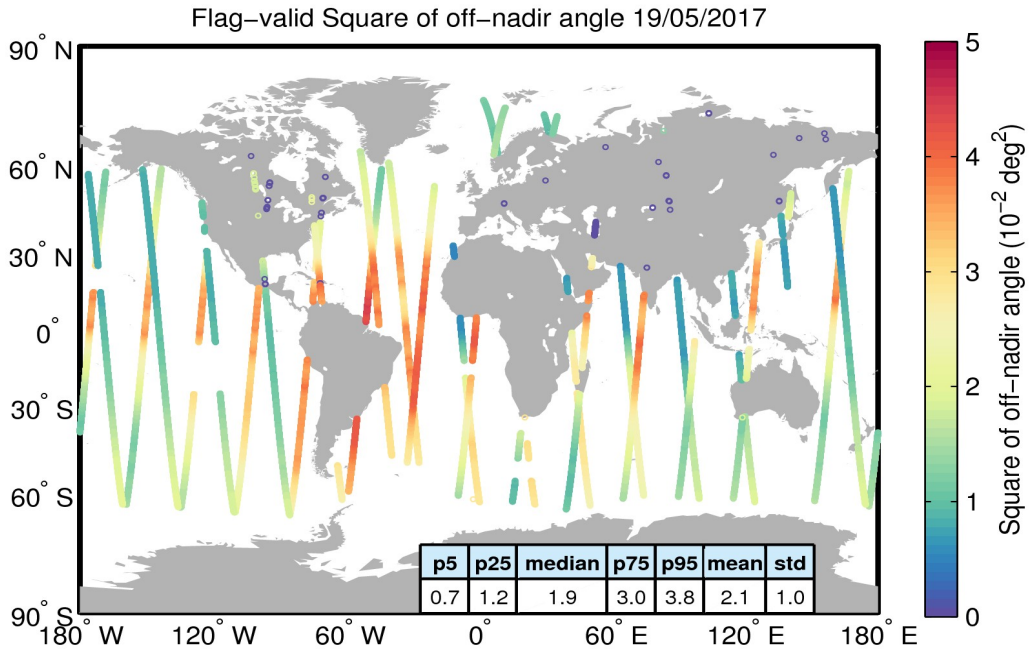 Flag−valid Square of off−nadir angle 19/05/2017
90° N
60° N
30° N
0°
30° S
60° S
90° S
180° W
120° W
60° W
0°
60° E
120° E
180° E
p5 p25 median p75 p95 mean std
0.7 1.2 1.9 3.0 3.8 2.1 1.0
5
4
3
2
1
0
Square of off−nadir angle (10⁻² deg²)